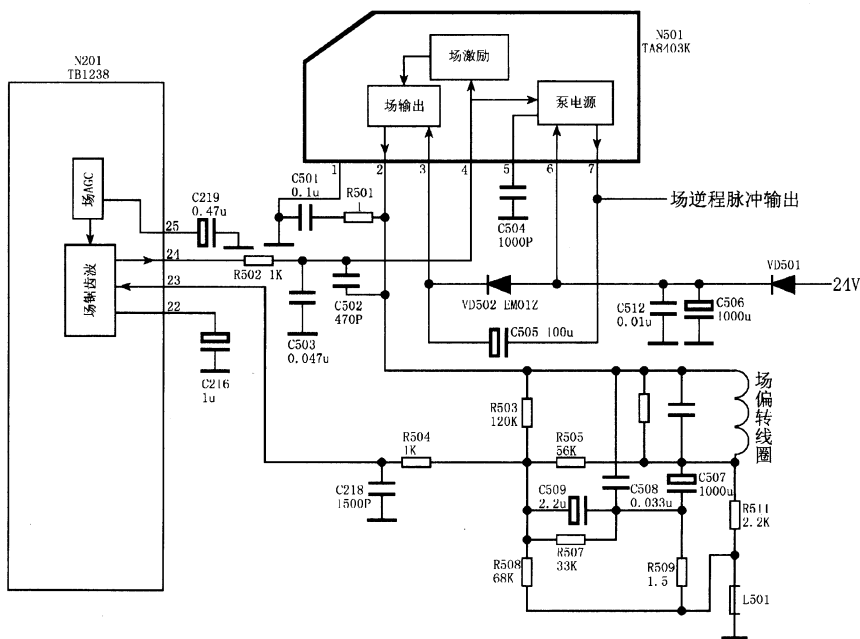 N501
TA8403K
N201
TB1238
场激励
场输出
泵电源
1
2
3
4
5
6
7
场AGC
场锯齿波
25
24
23
22
C219
0.47u
C501
0.1u
R501
1
C504
1000P
场逆程脉冲输出
R502 1K
C502
470P
C503
0.047u
VD502 EM01Z
VD501
24V
C512
0.01u
C506
1000u
C505 100u
C216
1u
场偏转线圈
R503
120K
R504
1K
R505
56K
C218
1500P
C509
2.2u
C508
0.033u
C507
1000u
R511
2.2K
R507
33K
R508
68K
R509
1.5
L501